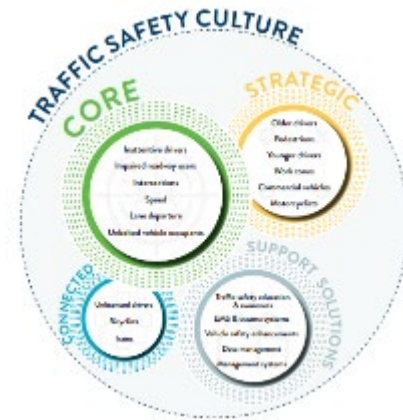 TRAFFIC SAFETY CULTURE
CORE
Inattentive drivers
Impaired roadway users
Intersections
Speed
Lane departure
Unbelted vehicle occupants
STRATEGIC
Older drivers
Pedestrians
Younger drivers
Work zones
Commercial vehicles
Motorcyclists
CONNECTED
Unlicensed drivers
Bicyclists
Trains
SUPPORT SOLUTIONS
Traffic safety education
& awareness
EMS & trauma systems
Vehicle safety enhancements
Data management
Management systems